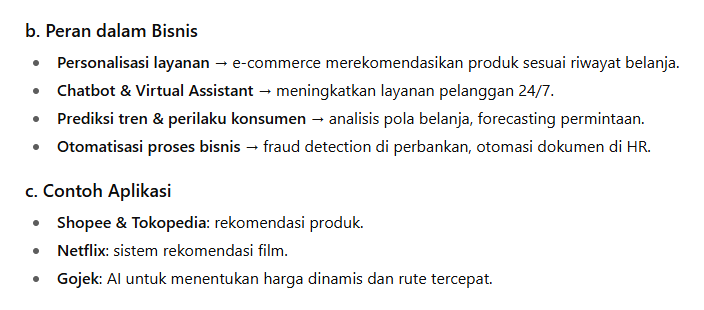 b. Peran dalam Bisnis
• Personalisasi layanan → e-commerce merekomendasikan produk sesuai riwayat belanja.
• Chatbot & Virtual Assistant → meningkatkan layanan pelanggan 24/7.
• Prediksi tren & perilaku konsumen → analisis pola belanja, forecasting permintaan.
• Otomatisasi proses bisnis → fraud detection di perbankan, otomasi dokumen di HR.
c. Contoh Aplikasi
• Shopee & Tokopedia: rekomendasi produk.
• Netflix: sistem rekomendasi film.
• Gojek: AI untuk menentukan harga dinamis dan rute tercepat.